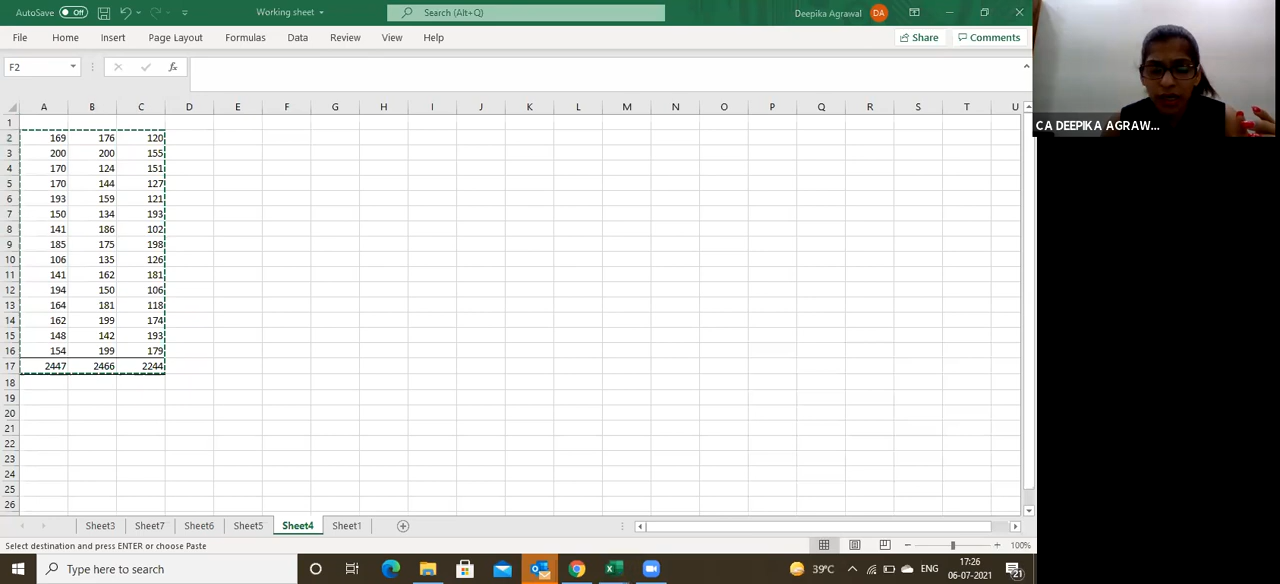 AutoSave Off Working sheet Search (Alt+Q) Deepika Agrawal DA
File Home Insert Page Layout Formulas Data Review View Help Share Comments
F2 fx
A B C D E F G H I J K L M N O P Q R S T U
1
2 169 176 120
3 200 200 155
4 170 124 151
5 170 144 127
6 193 159 121
7 150 134 193
8 141 186 102
9 185 175 198
10 106 135 126
11 141 162 181
12 194 150 106
13 164 181 118
14 162 199 174
15 148 142 193
16 154 199 179
17 2447 2466 2244
18
19
20
21
22
23
24
25
26
Sheet3 Sheet7 Sheet6 Sheet5 Sheet4 Sheet1
Select destination and press ENTER or choose Paste 100%
Type here to search 39°C ENG 17:26
06-07-2021 21
CA DEEPIKA AGRAW...